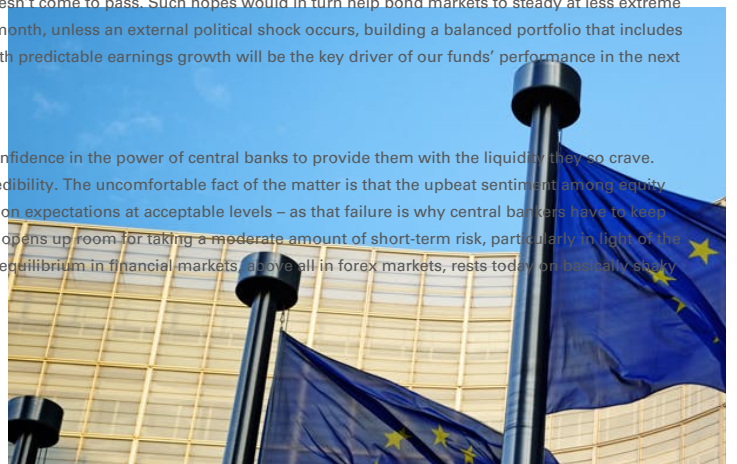 esn't come to pass. Such hopes would in turn help bond markets to steady at less extreme
month, unless an external political shock occurs, building a balanced portfolio that includes
th predictable earnings growth will be the key driver of our funds' performance in the next
nfidence in the power of central banks to provide them with the liquidity they so crave.
edibility. The uncomfortable fact of the matter is that the upbeat sentiment among equity
on expectations at acceptable levels – as that failure is why central bankers have to keep
opens up room for taking a moderate amount of short-term risk, particularly in light of the
equilibrium in financial markets, above all in forex markets, rests today on basically shaky